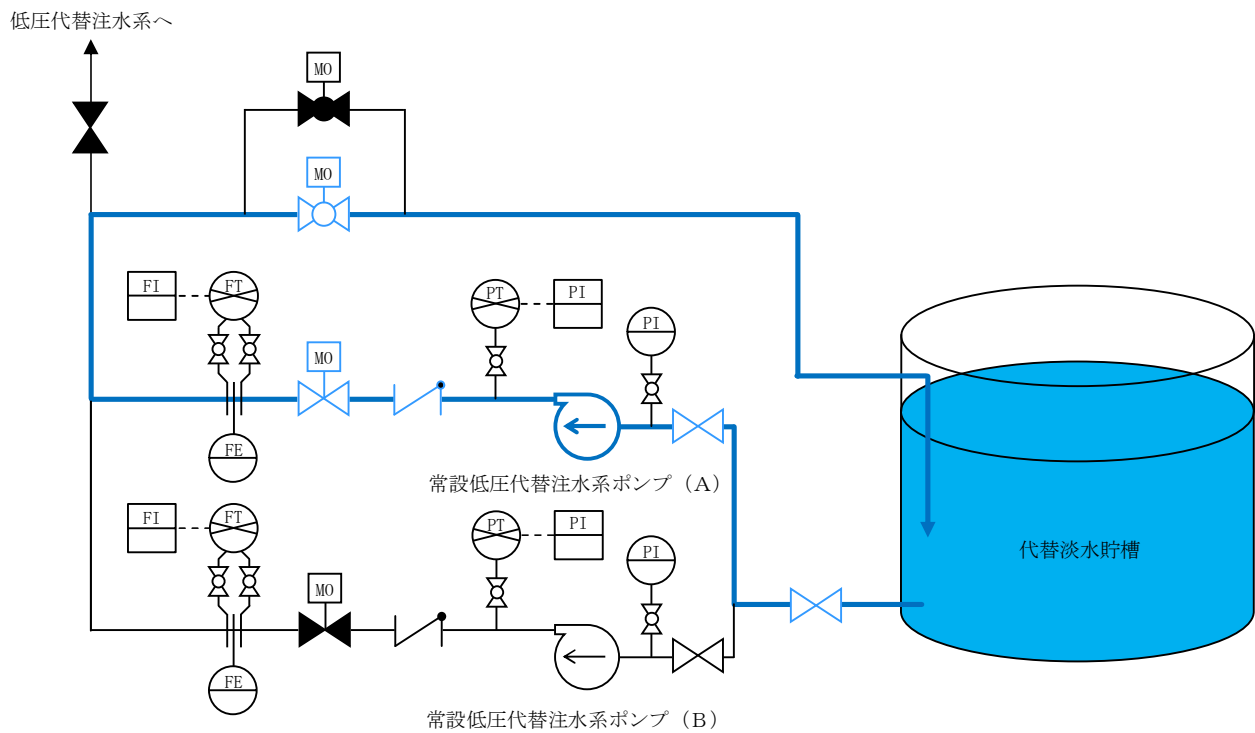 低圧代替注水系へ
MO
MO
FI
FT
PT
PI
PI
MO
FE
常設低圧代替注水系ポンプ（A）
FI
FT
PT
PI
PI
代替淡水貯槽
MO
FE
常設低圧代替注水系ポンプ（B）